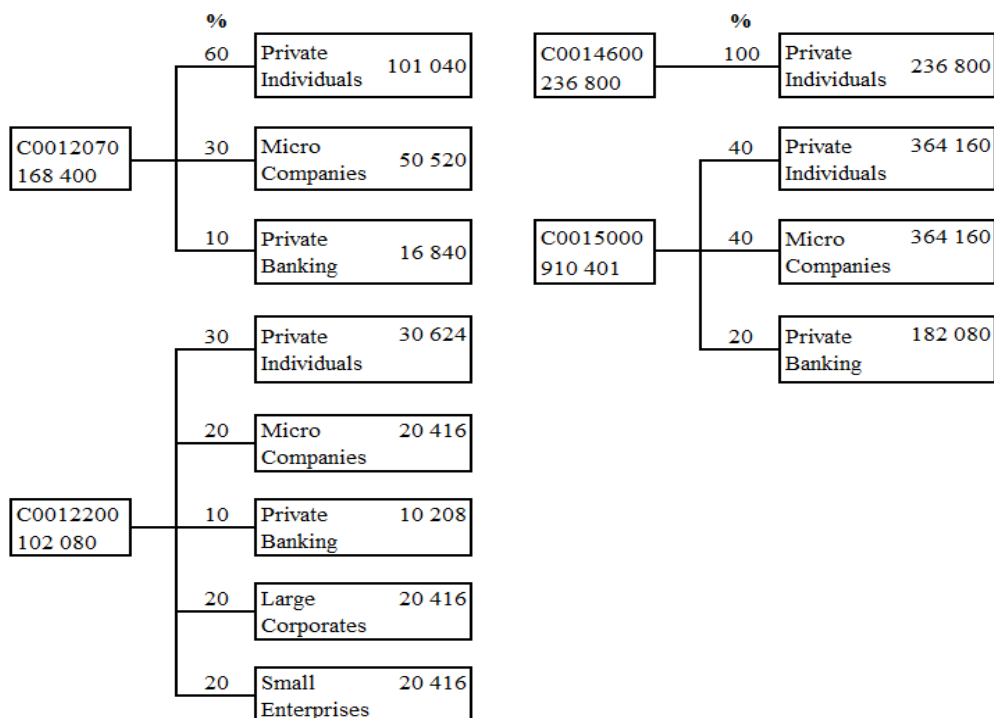 %
60
Private
Individuals
101 040
C0012070
168 400
30
Micro
Companies
50 520
10
Private
Banking
16 840
30
Private
Individuals
30 624
20
Micro
Companies
20 416
C0012200
102 080
10
Private
Banking
10 208
20
Large
Corporates
20 416
20
Small
Enterprises
20 416
%
C0014600
236 800
100
Private
Individuals
236 800
40
Private
Individuals
364 160
C0015000
910 401
40
Micro
Companies
364 160
20
Private
Banking
182 080